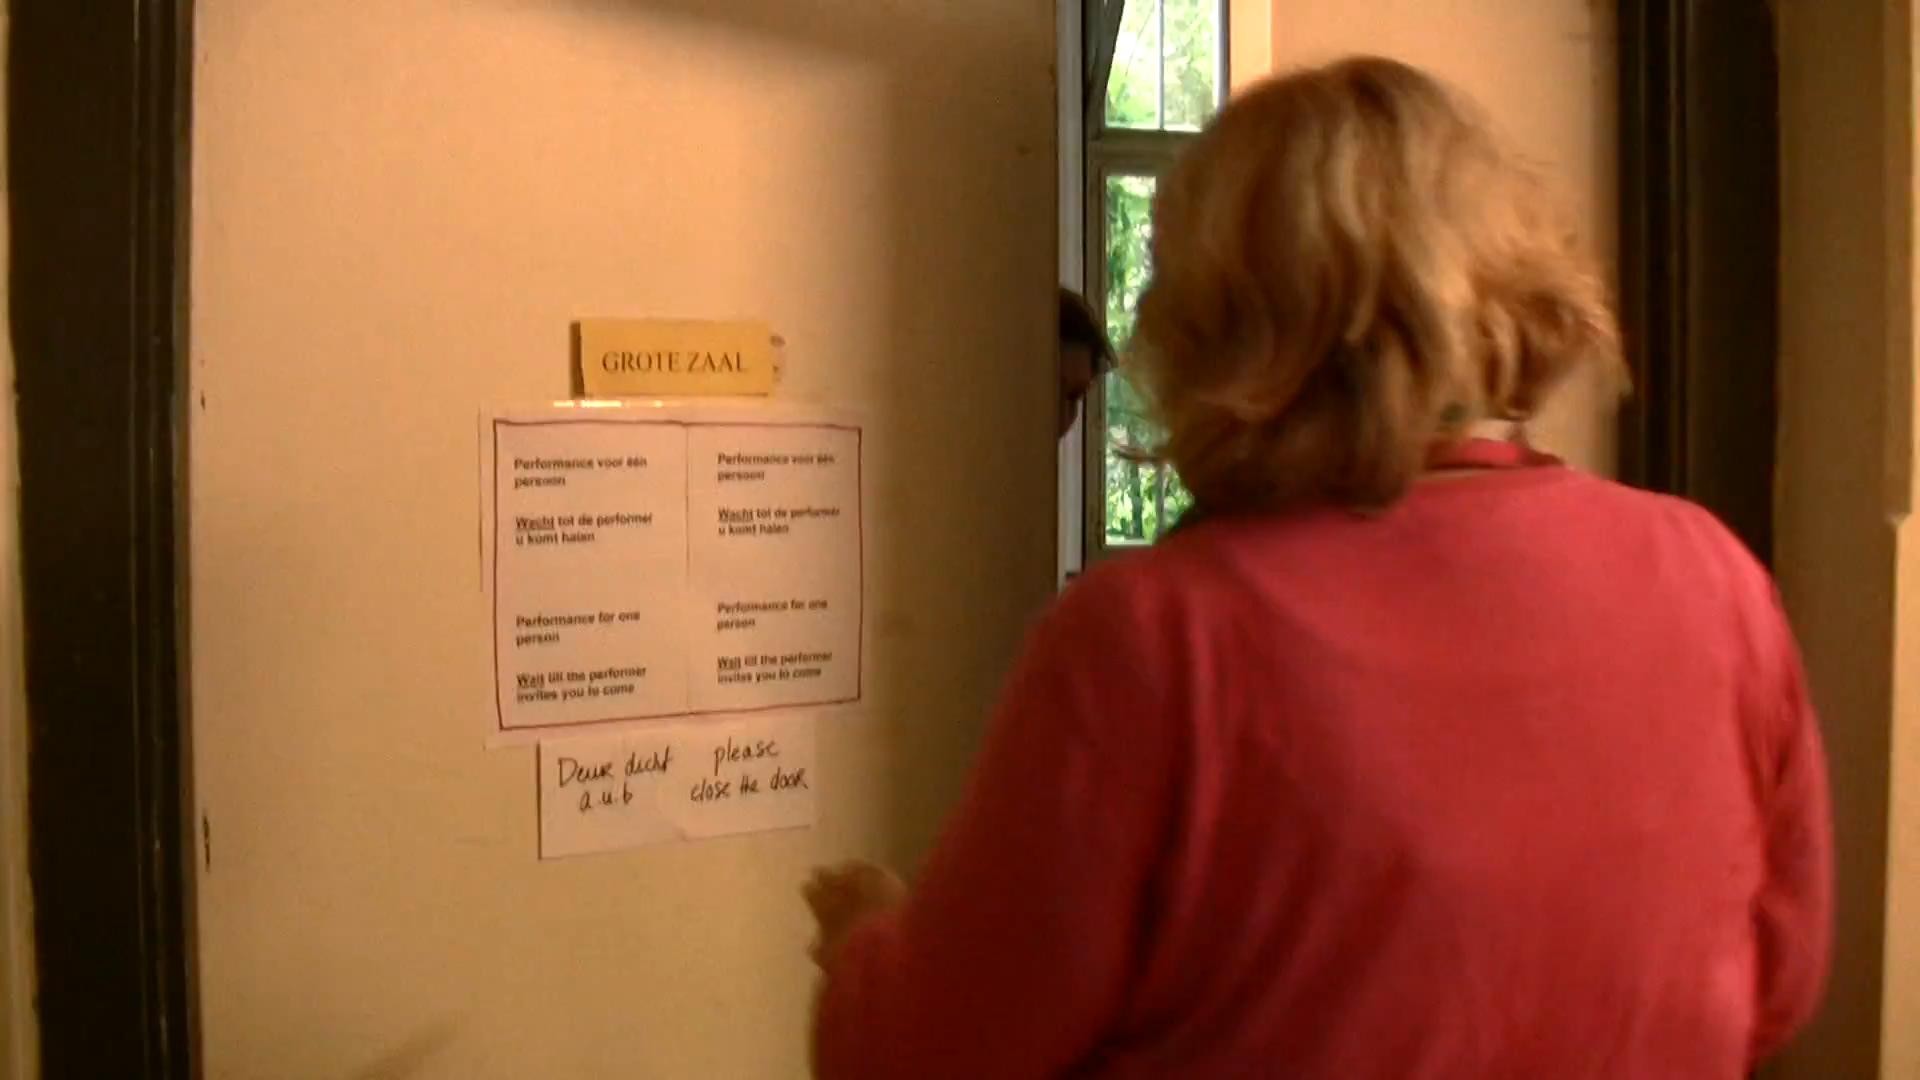 GROTE ZAAL
Performance voor één
persoon
Wacht tot de performer
u komt halen
Performance for one
person
Wait till the performer
invites you to come
Performance voor één
persoon
Wacht tot de performer
u komt halen
Performance for one
person
Wait till the performer
invites you to come
Deur dicht
a.u.b
please
close the door